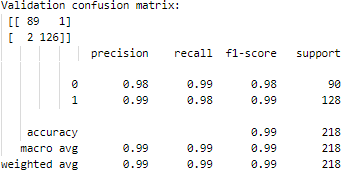 Validation confusion matrix:
[[ 89   1]
[  2 126]]
precision    recall  f1-score   support
0       0.98      0.99      0.98        90
1       0.99      0.98      0.99       128
accuracy                           0.99       218
macro avg       0.99      0.99      0.99       218
weighted avg       0.99      0.99      0.99       218